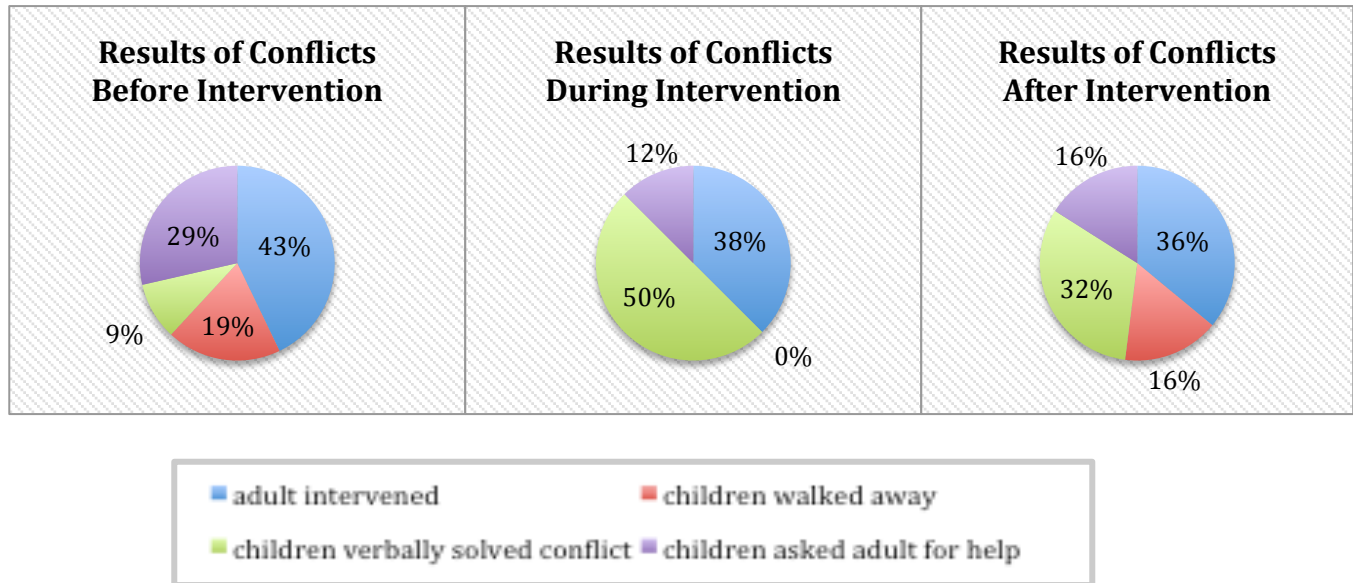 Results of Conflicts
Before Intervention
29%
43%
9%
19%
Results of Conflicts
During Intervention
12%
38%
50%
0%
Results of Conflicts
After Intervention
16%
36%
32%
16%
adult intervened
children walked away
children verbally solved conflict
children asked adult for help